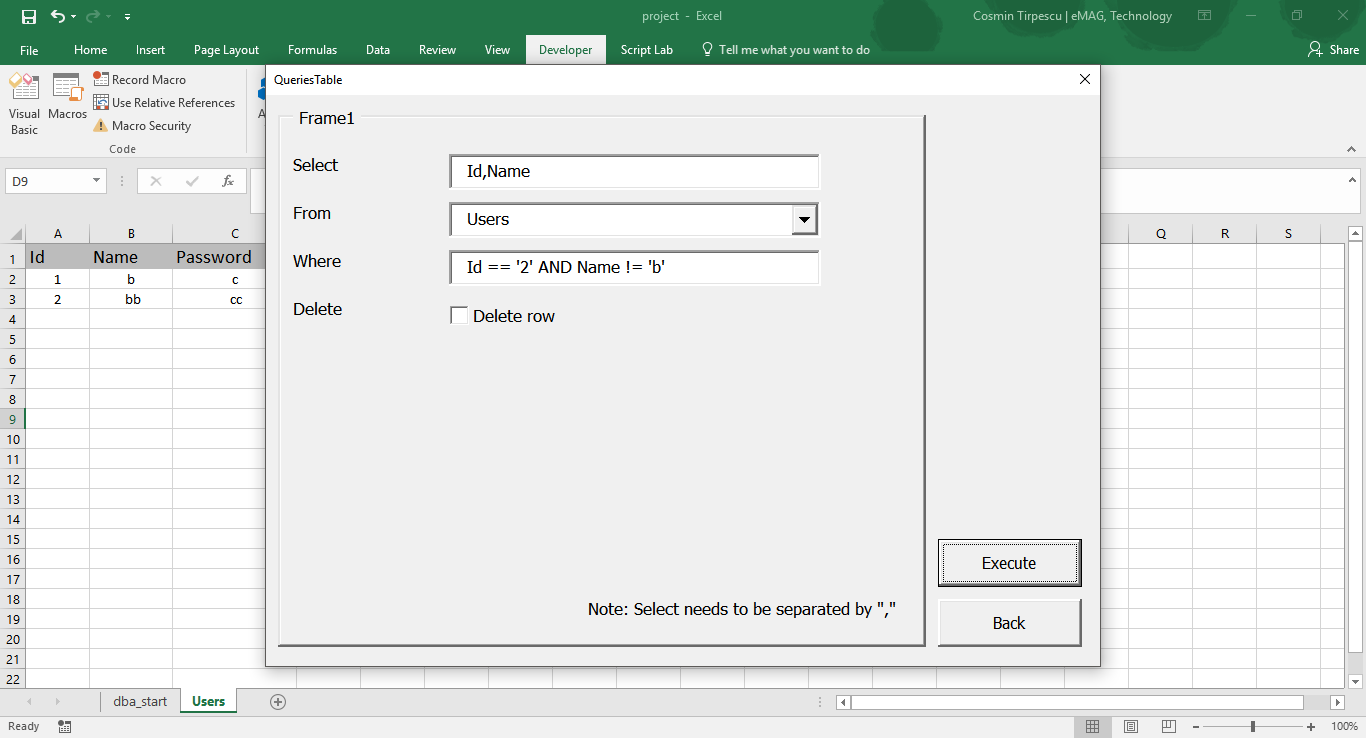 project - Excel
Cosmin Tirpescu | eMAG, Technology
File Home Insert Page Layout Formulas Data Review View Developer Script Lab Tell me what you want to do Share
Visual Basic
Macros
Record Macro
Use Relative References
Macro Security
Code
QueriesTable
Frame1
Select
Id,Name
From
Users
Where
Id == '2' AND Name != 'b'
Delete
Delete row
Note: Select needs to be separated by ","
Execute
Back
D9
fx
A B C Q R S
1 Id Name Password
2 1 b c
3 2 bb cc
4
5
6
7
8
9
10
11
12
13
14
15
16
17
18
19
20
21
22
dba_start Users
Ready
100%